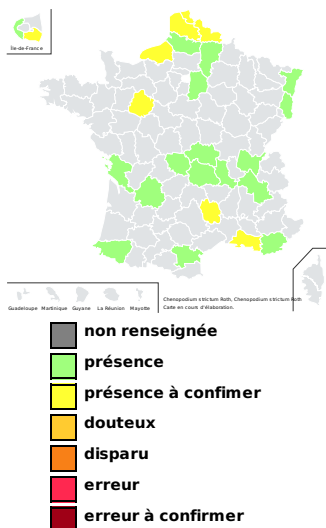 Île-de-France
Guadeloupe Martinique Guyane La Réunion Mayotte
Chenopodium strictum Roth, Chenopodium strictum Roth
Carte en cours d'élaboration.
non renseignée
présence
présence à confimer
douteux
disparu
erreur
erreur à confirmer